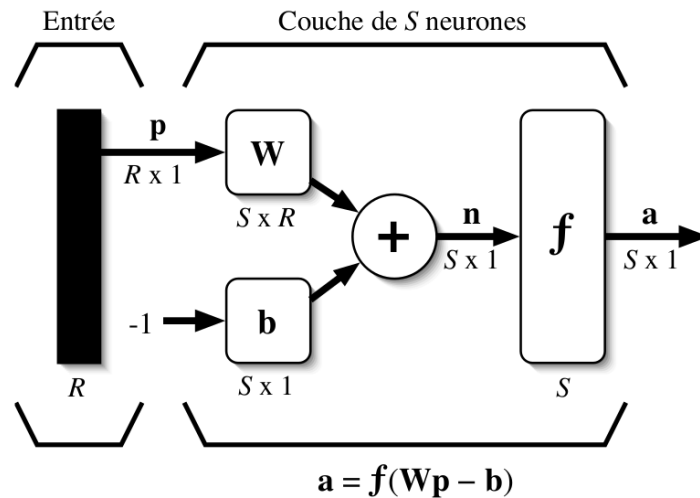 Entrée
Couche de S neurones
p
R x 1
W
S x R
+
n
S x 1
f
a
S x 1
-1
b
S x 1
R
S
a = f(Wp – b)